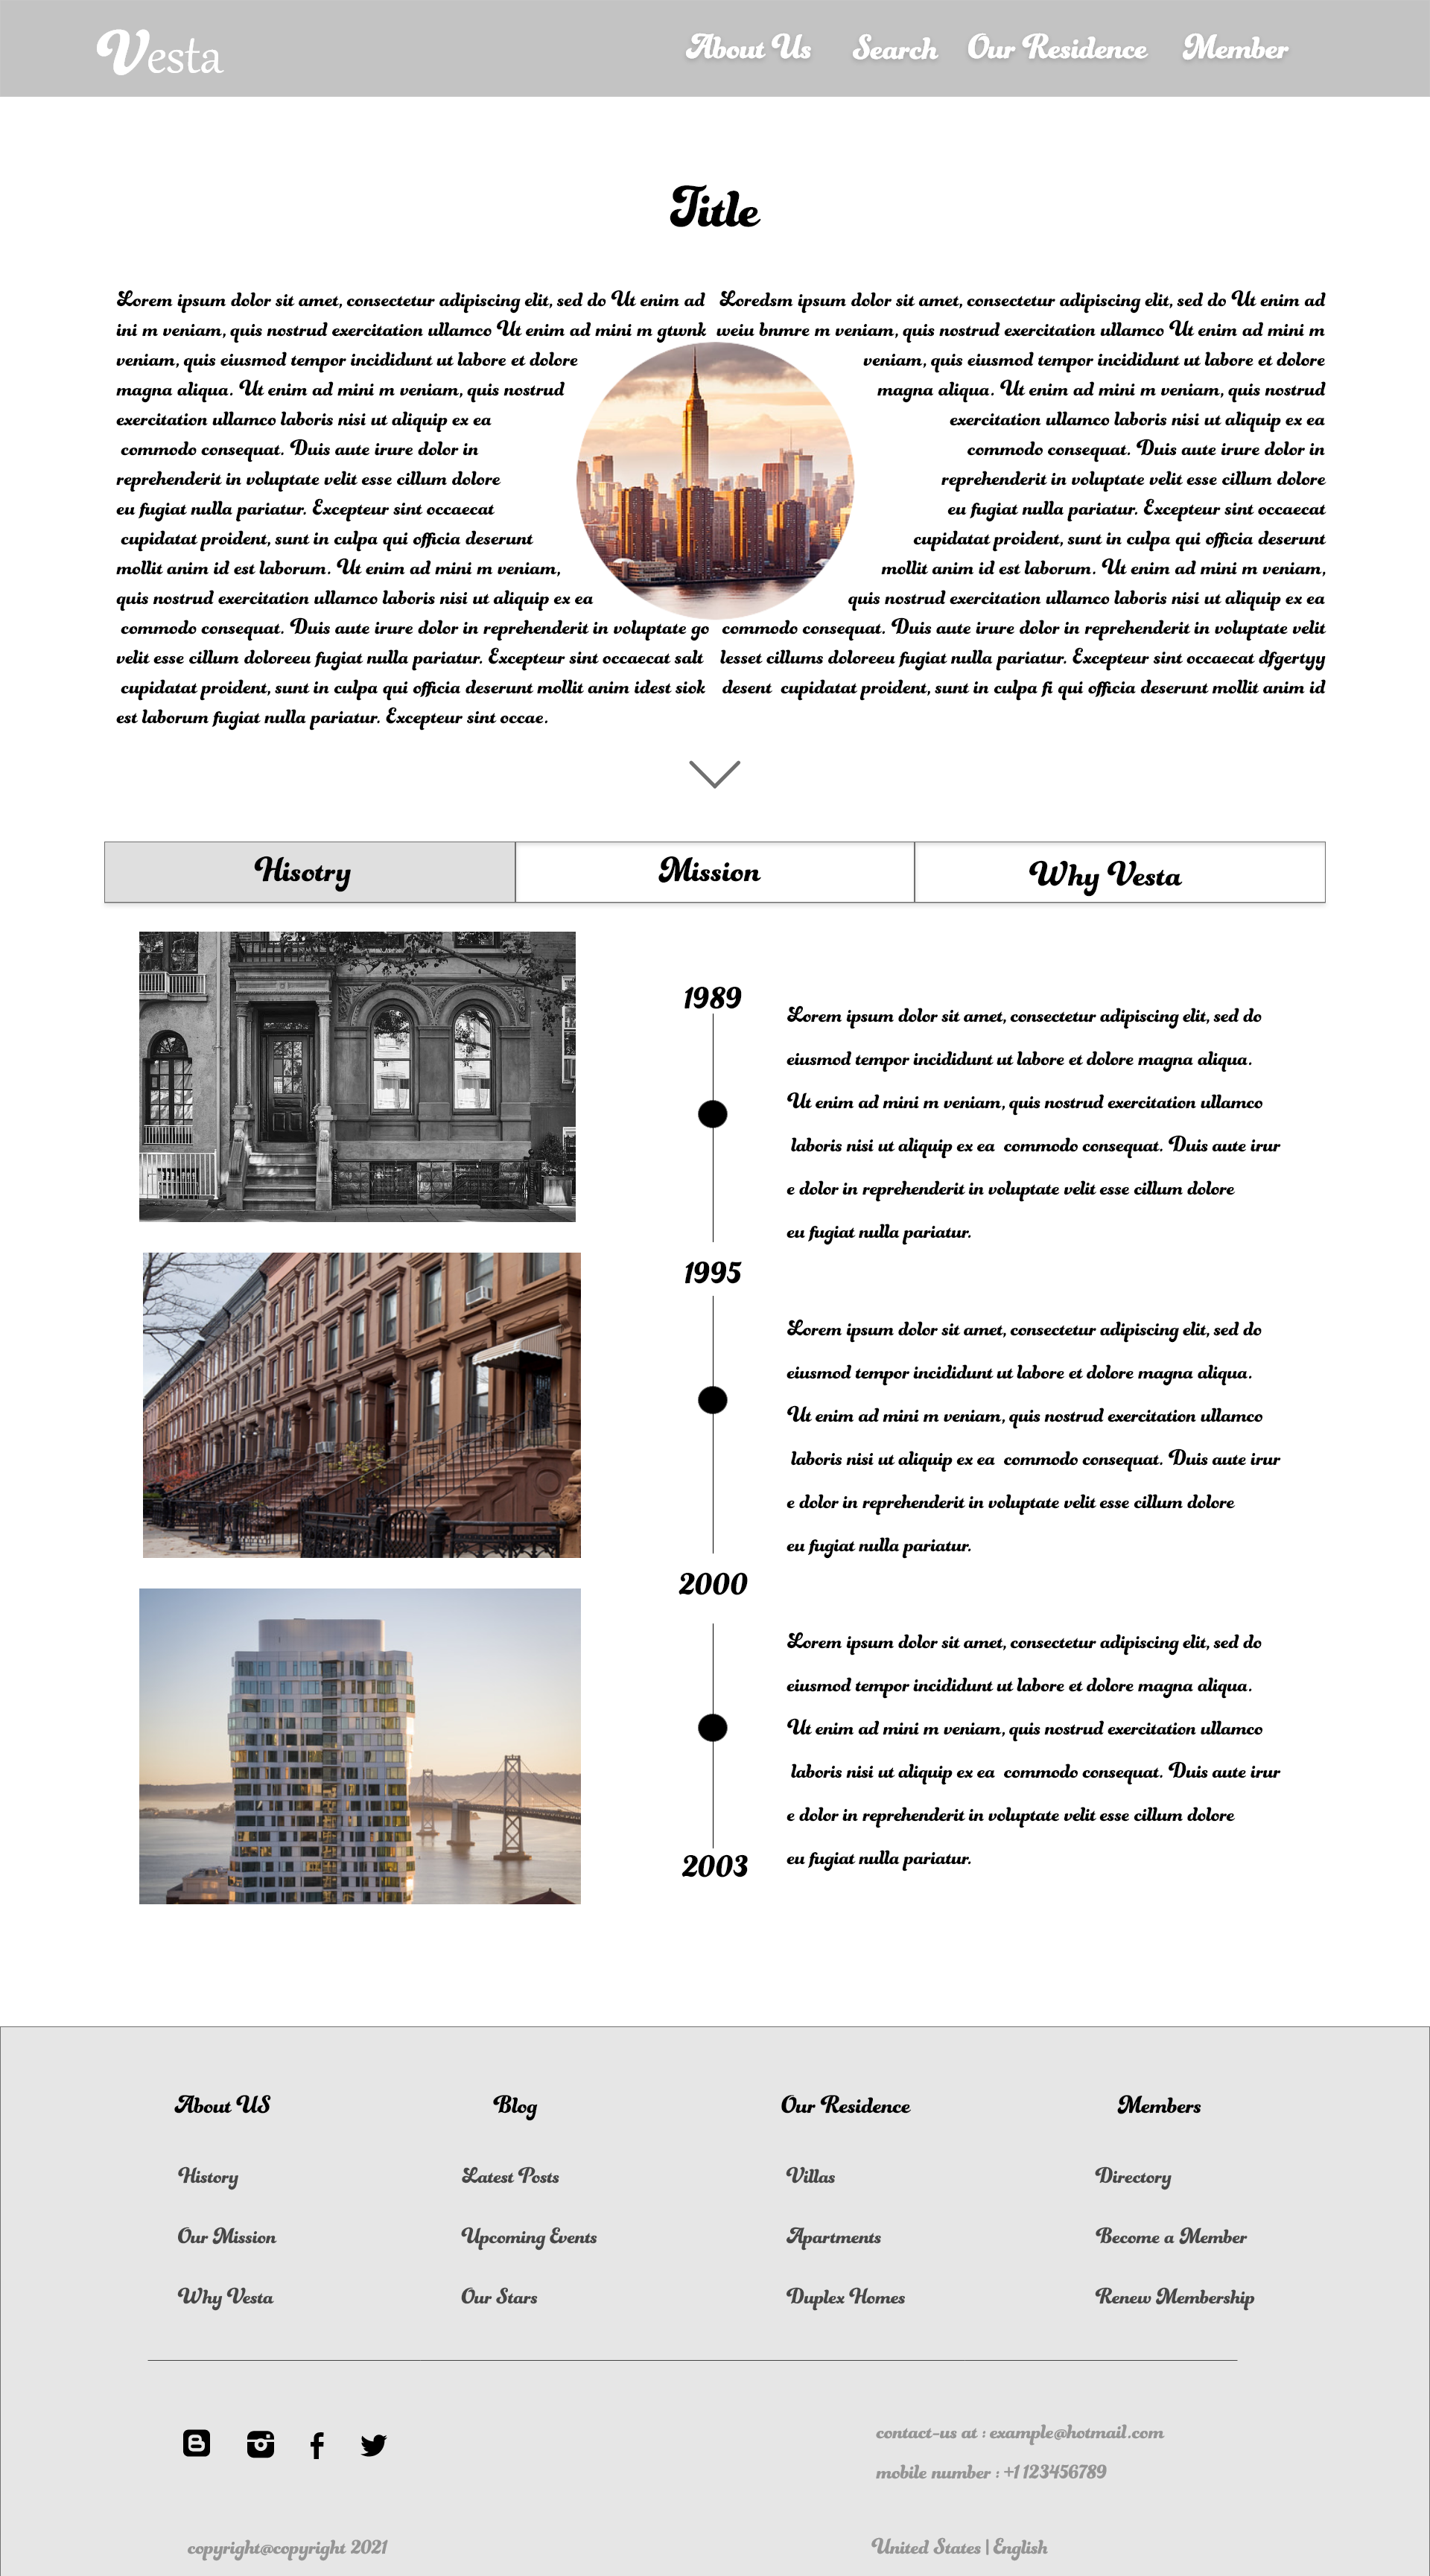 Vesta
About Us Search Our Residence Member
Title
Lorem ipsum dolor sit amet, consectetur adipiscing elit, sed do Ut enim ad
ini m veniam, quis nostrud exercitation ullamco Ut enim ad mini m gtwnk
veniam, quis eiusmod tempor incididunt ut labore et dolore
magna aliqua. Ut enim ad mini m veniam, quis nostrud
exercitation ullamco laboris nisi ut aliquip ex ea
commodo consequat. Duis aute irure dolor in
reprehenderit in voluptate velit esse cillum dolore
eu fugiat nulla pariatur. Excepteur sint occaecat
cupidatat proident, sunt in culpa qui officia deserunt
mollit anim id est laborum. Ut enim ad mini m veniam,
quis nostrud exercitation ullamco laboris nisi ut aliquip ex ea
commodo consequat. Duis aute irure dolor in reprehenderit in voluptate go
velit esse cillum doloreeu fugiat nulla pariatur. Excepteur sint occaecat salt
cupidatat proident, sunt in culpa qui officia deserunt mollit anim idest siok
est laborum fugiat nulla pariatur. Excepteur sint occae.
Loredsm ipsum dolor sit amet, consectetur adipiscing elit, sed do Ut enim ad
weiu bnmre m veniam, quis nostrud exercitation ullamco Ut enim ad mini m
veniam, quis eiusmod tempor incididunt ut labore et dolore
magna aliqua. Ut enim ad mini m veniam, quis nostrud
exercitation ullamco laboris nisi ut aliquip ex ea
commodo consequat. Duis aute irure dolor in
reprehenderit in voluptate velit esse cillum dolore
eu fugiat nulla pariatur. Excepteur sint occaecat
cupidatat proident, sunt in culpa qui officia deserunt
mollit anim id est laborum. Ut enim ad mini m veniam,
quis nostrud exercitation ullamco laboris nisi ut aliquip ex ea
commodo consequat. Duis aute irure dolor in reprehenderit in voluptate velit
lesset cillums doloreeu fugiat nulla pariatur. Excepteur sint occaecat dfgertyy
desent cupidatat proident, sunt in culpa fi qui officia deserunt mollit anim id
Hisotry Mission Why Vesta
1989
Lorem ipsum dolor sit amet, consectetur adipiscing elit, sed do
eiusmod tempor incididunt ut labore et dolore magna aliqua.
Ut enim ad mini m veniam, quis nostrud exercitation ullamco
laboris nisi ut aliquip ex ea commodo consequat. Duis aute irur
e dolor in reprehenderit in voluptate velit esse cillum dolore
eu fugiat nulla pariatur.
1995
Lorem ipsum dolor sit amet, consectetur adipiscing elit, sed do
eiusmod tempor incididunt ut labore et dolore magna aliqua.
Ut enim ad mini m veniam, quis nostrud exercitation ullamco
laboris nisi ut aliquip ex ea commodo consequat. Duis aute irur
e dolor in reprehenderit in voluptate velit esse cillum dolore
eu fugiat nulla pariatur.
2000
Lorem ipsum dolor sit amet, consectetur adipiscing elit, sed do
eiusmod tempor incididunt ut labore et dolore magna aliqua.
Ut enim ad mini m veniam, quis nostrud exercitation ullamco
laboris nisi ut aliquip ex ea commodo consequat. Duis aute irur
e dolor in reprehenderit in voluptate velit esse cillum dolore
eu fugiat nulla pariatur.
2003
About US Blog Our Residence Members
History Latest Posts Villas Directory
Our Mission Upcoming Events Apartments Become a Member
Why Vesta Our Stars Duplex Homes Renew Membership
contact-us at : example@hotmail.com
mobile number : +1 123456789
copyright@copyright 2021 United States | English